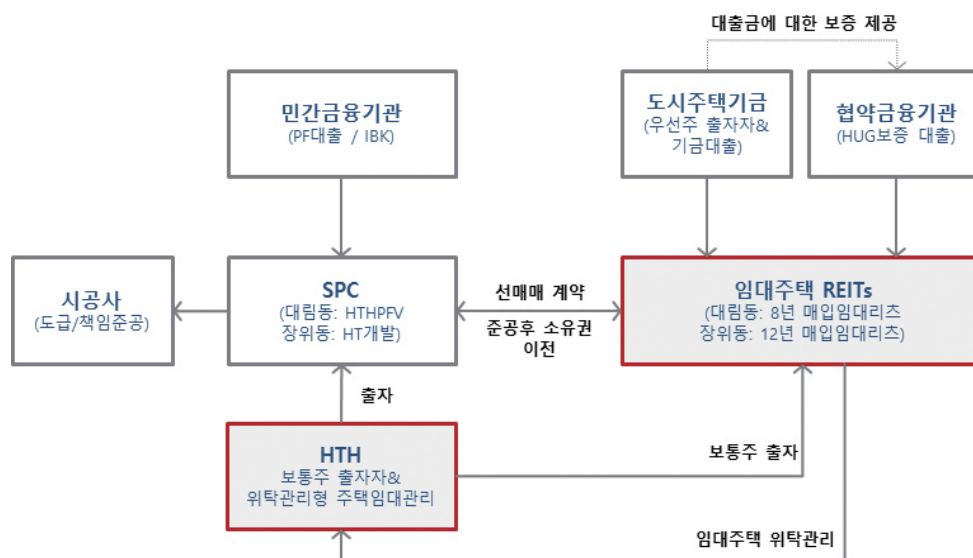 대출금에 대한 보증 제공
민간금융기관
(PF대출 / IBK)
도시주택기금
(우선주 출자자&
기금대출)
협약금융기관
(HUG보증 대출)
시공사
(도급/책임준공)
SPC
(대림동: HTHPFV
장위동: HT개발)
선매매 계약
준공후 소유권
이전
임대주택 REITs
(대림동: 8년 매입임대리츠
장위동: 12년 매입임대리츠)
출자
HTH
보통주 출자자&
위탁관리형 주택임대관리
보통주 출자
임대주택 위탁관리